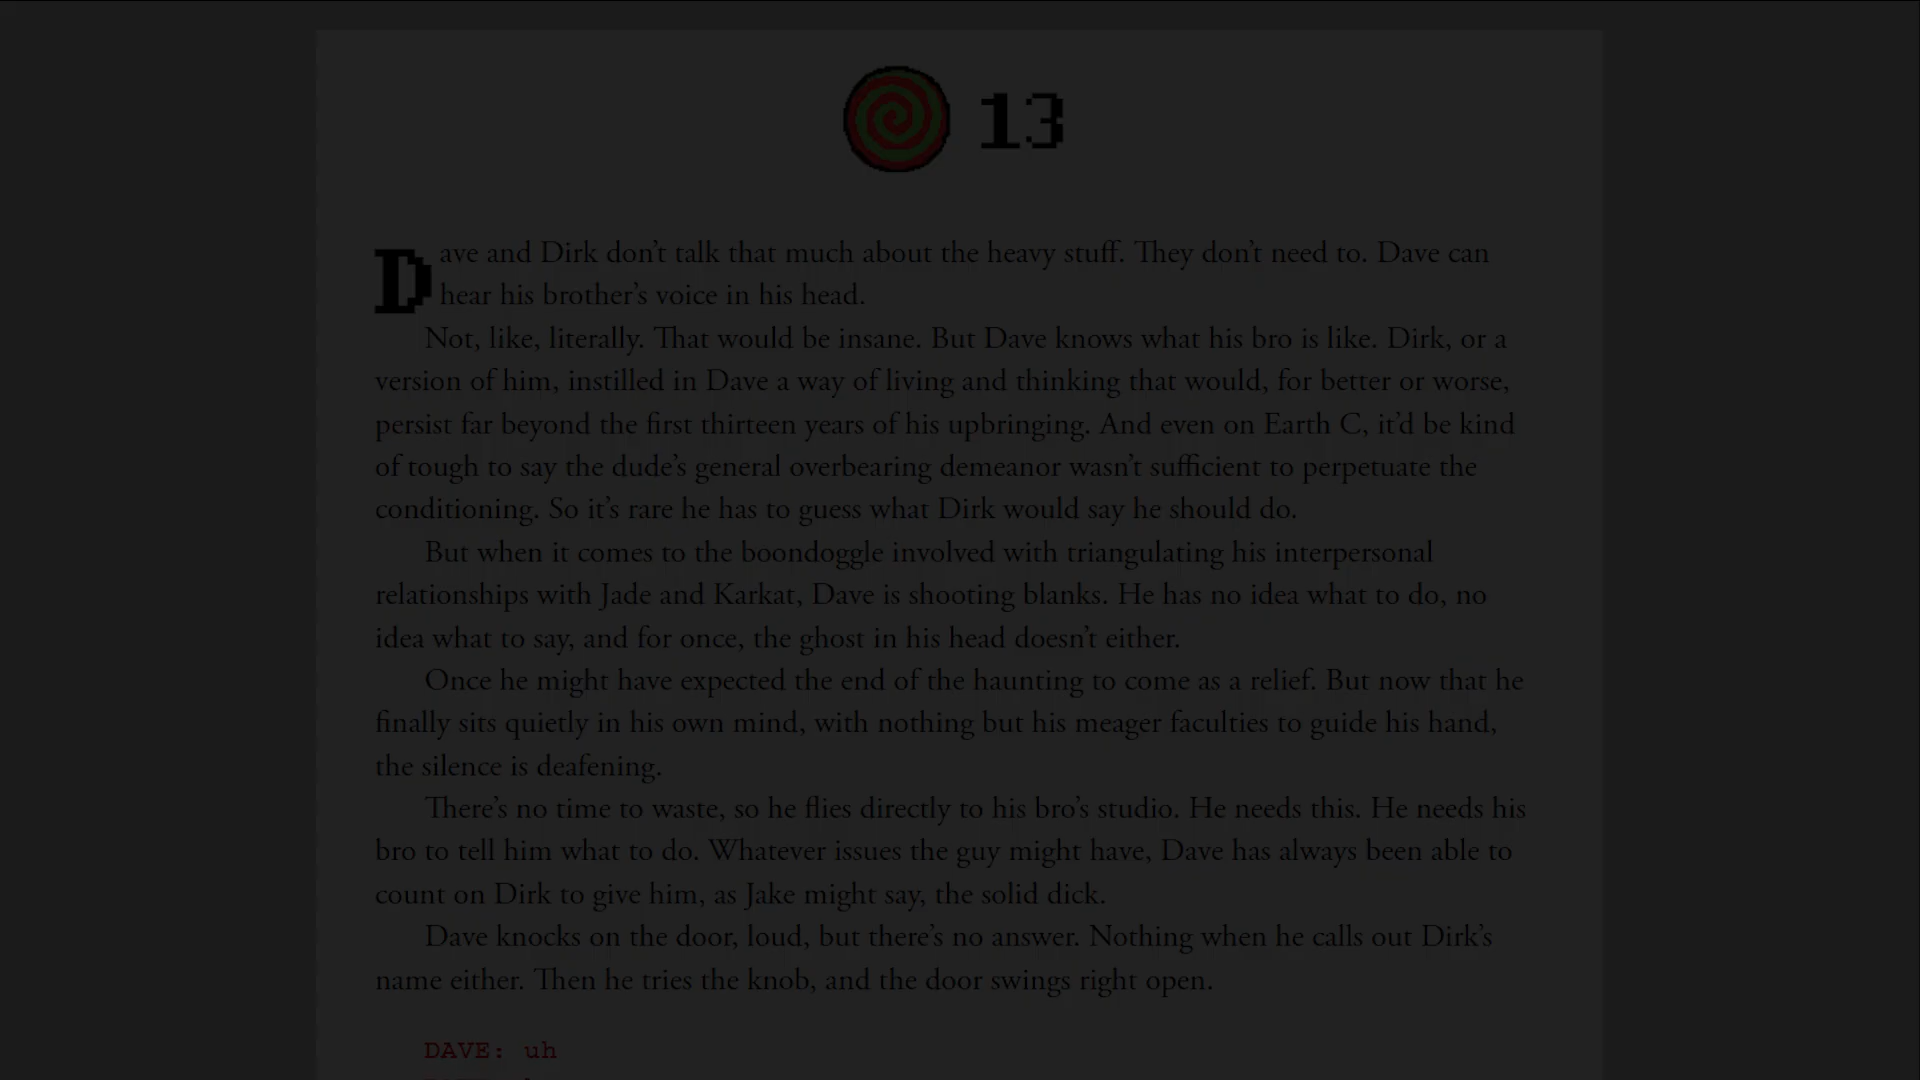 13
Dave and Dirk don't talk that much about the heavy stuff. They don't need to. Dave can
hear his brother's voice in his head.
Not, like, literally. That would be insane. But Dave knows what his bro is like. Dirk, or a
version of him, instilled in Dave a way of living and thinking that would, for better or worse,
persist far beyond the first thirteen years of his upbringing. And even on Earth C, it'd be kind
of tough to say the dude's general overbearing demeanor wasn't sufficient to perpetuate the
conditioning. So it's rare he has to guess what Dirk would say he should do.
But when it comes to the boondoggle involved with triangulating his interpersonal
relationships with Jade and Karkat, Dave is shooting blanks. He has no idea what to do, no
idea what to say, and for once, the ghost in his head doesn't either.
Once he might have expected the end of the haunting to come as a relief. But now that he
finally sits quietly in his own mind, with nothing but his meager faculties to guide his hand,
the silence is deafening.
There's no time to waste, so he flies directly to his bro's studio. He needs this. He needs his
bro to tell him what to do. Whatever issues the guy might have, Dave has always been able to
count on Dirk to give him, as Jake might say, the solid dick.
Dave knocks on the door, loud, but there's no answer. Nothing when he calls out Dirk's
name either. Then he tries the knob, and the door swings right open.
DAVE: uh